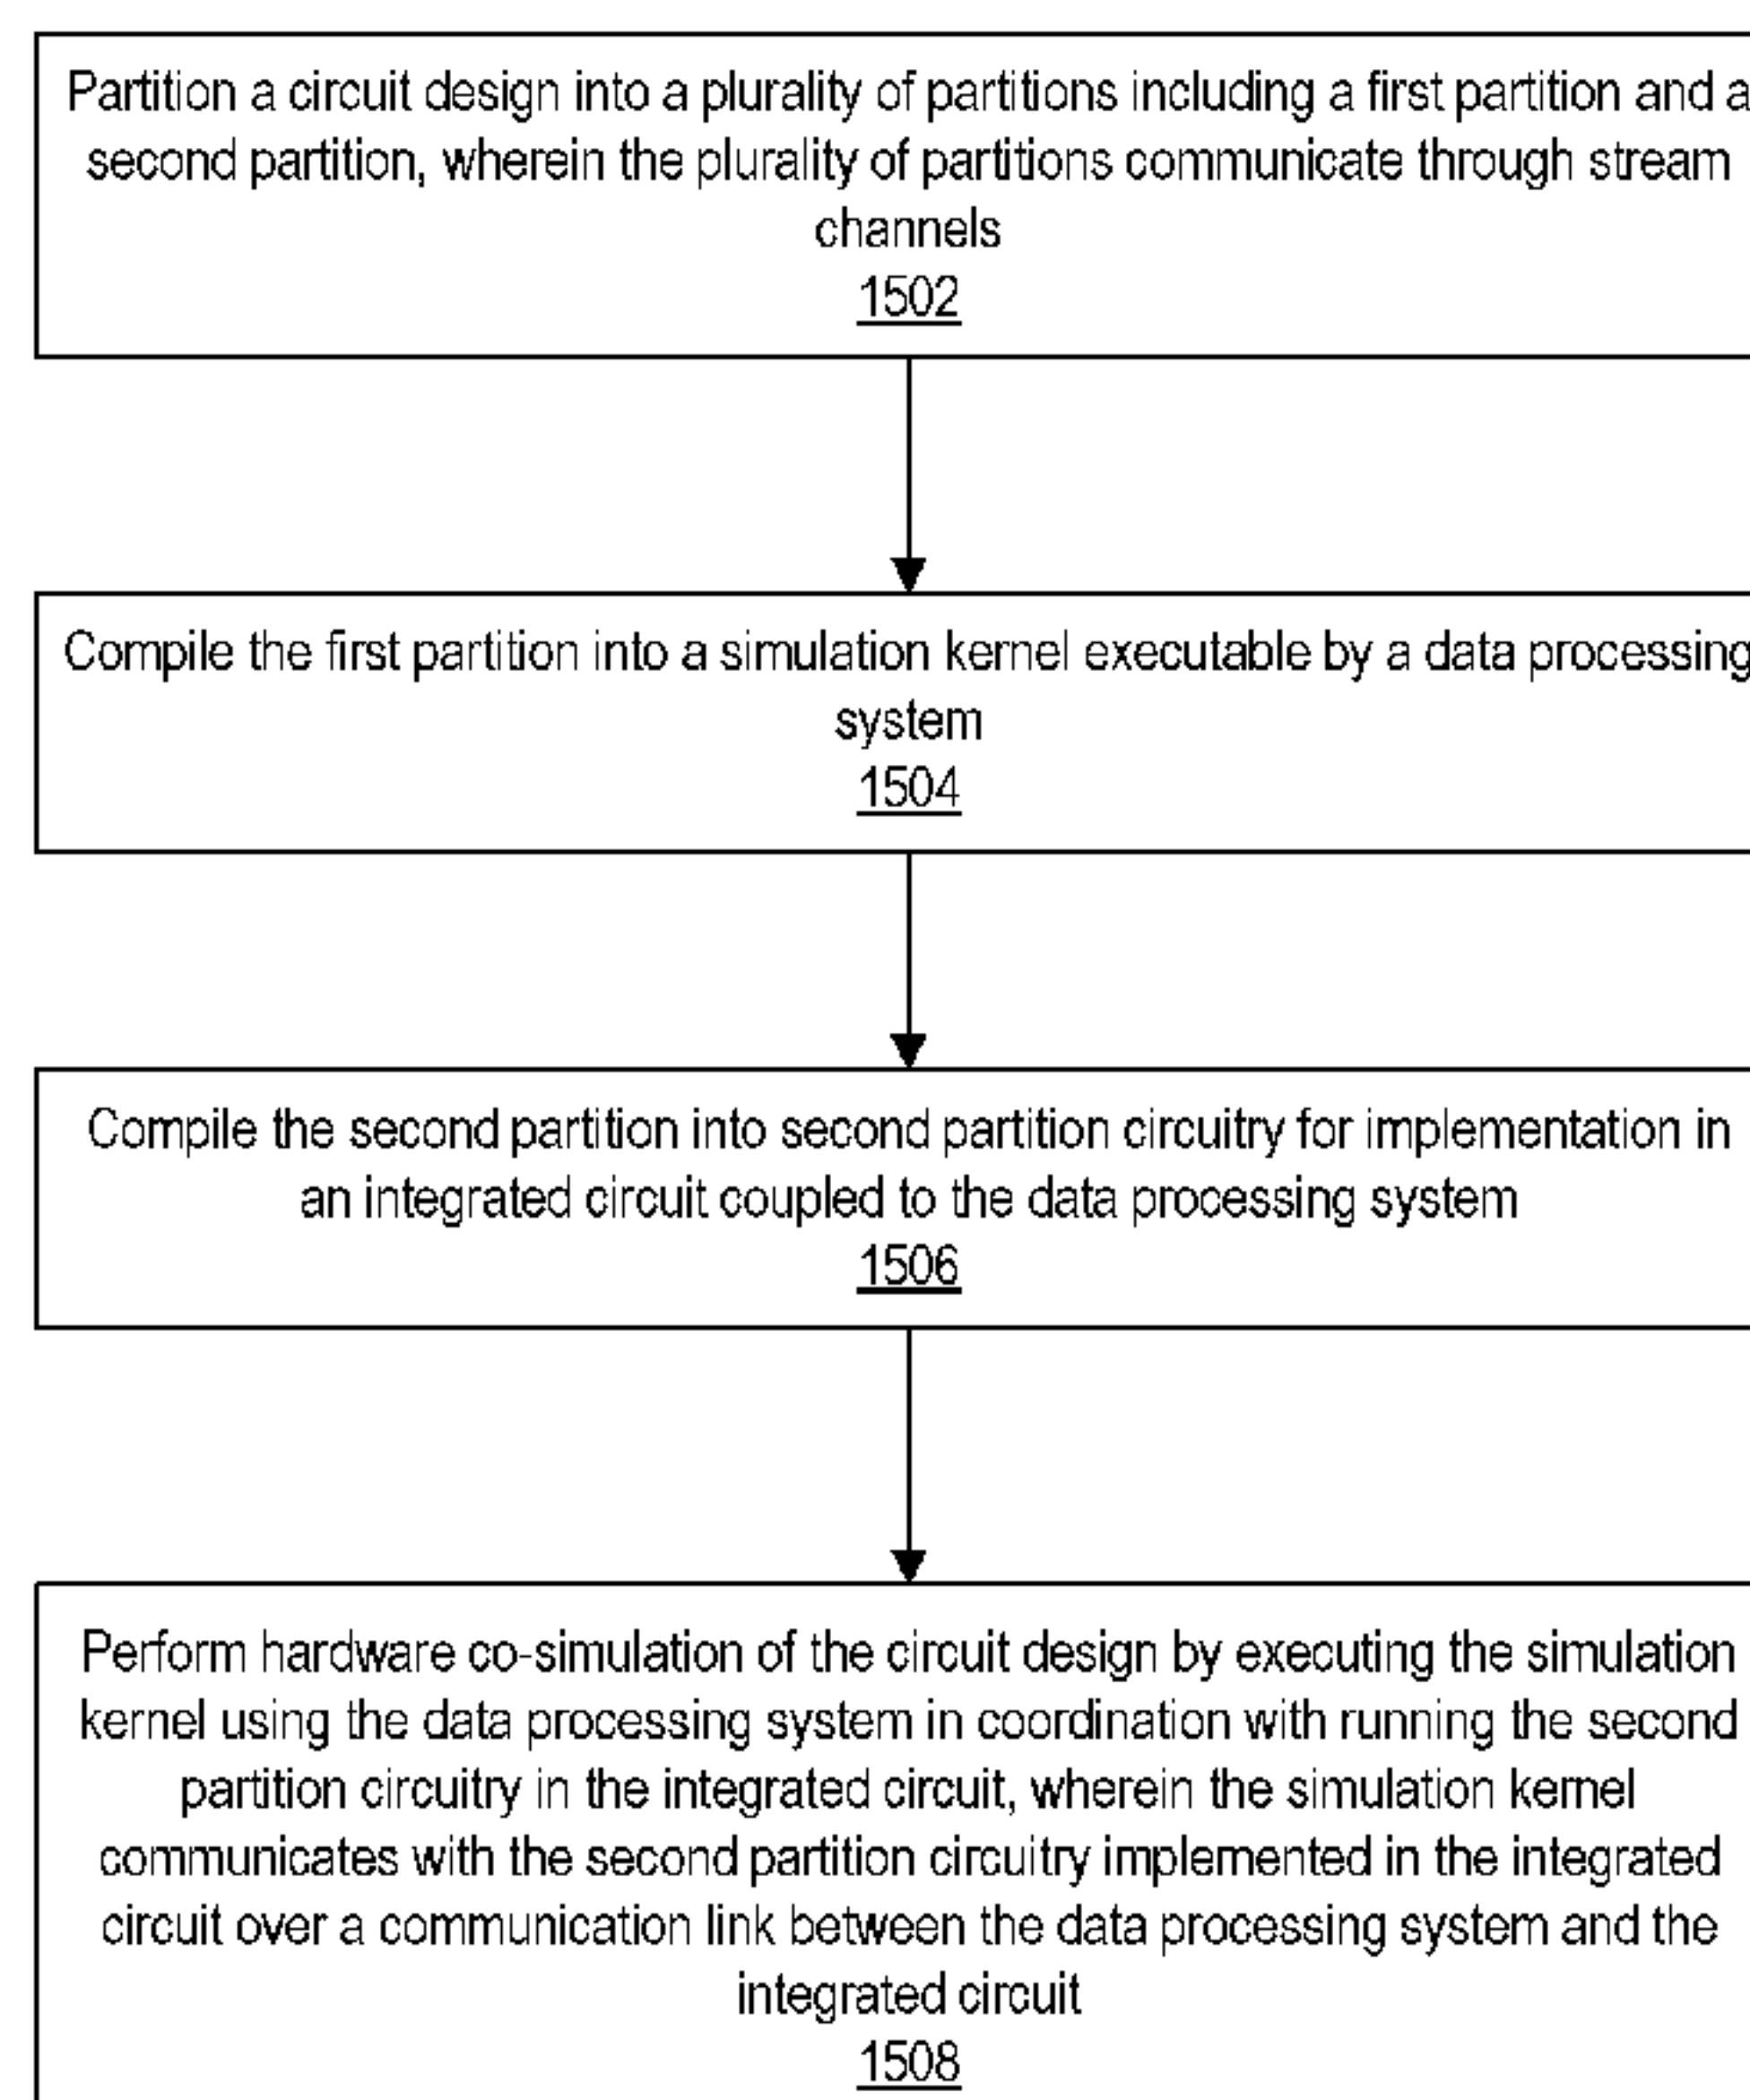 Partition a circuit design into a plurality of partitions including a first partition and a
second partition, wherein the plurality of partitions communicate through stream
channels
1502
Compile the first partition into a simulation kernel executable by a data processing
system
1504
Compile the second partition into second partition circuitry for implementation in
an integrated circuit coupled to the data processing system
1506
Perform hardware co-simulation of the circuit design by executing the simulation
kernel using the data processing system in coordination with running the second
partition circuitry in the integrated circuit, wherein the simulation kernel
communicates with the second partition circuitry implemented in the integrated
circuit over a communication link between the data processing system and the
integrated circuit
1508